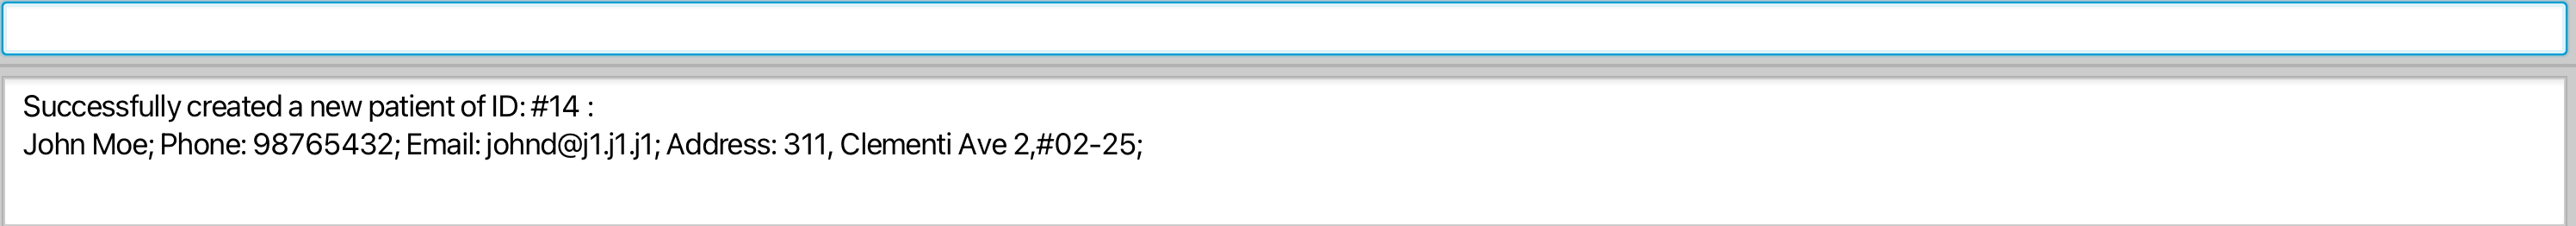 Successfully created a new patient of ID: #14 :
John Moe; Phone: 98765432; Email: johnd@j1.j1.j1; Address: 311, Clementi Ave 2,#02-25;